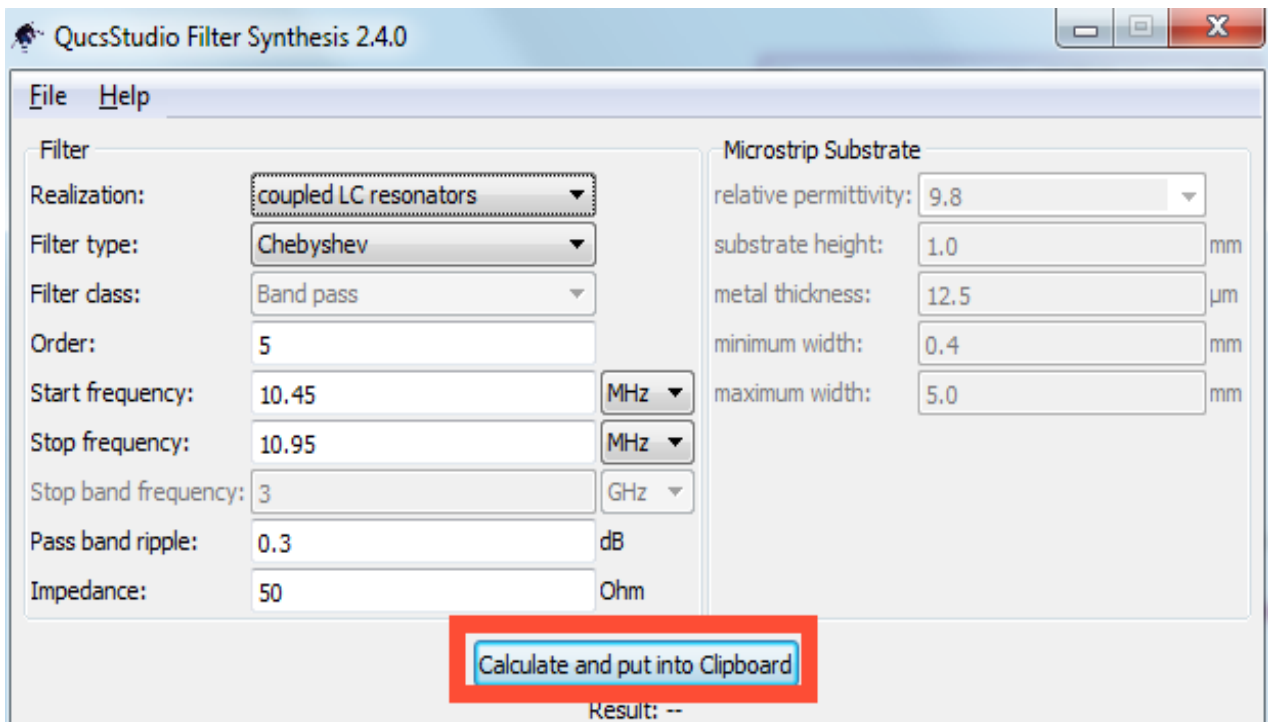 QucsStudio Filter Synthesis 2.4.0
File Help
Filter
Realization: coupled LC resonators
Filter type: Chebyshev
Filter class: Band pass
Order: 5
Start frequency: 10.45 MHz
Stop frequency: 10.95 MHz
Stop band frequency: 3 GHz
Pass band ripple: 0.3 dB
Impedance: 50 Ohm
Microstrip Substrate
relative permittivity: 9.8
substrate height: 1.0 mm
metal thickness: 12.5 µm
minimum width: 0.4 mm
maximum width: 5.0 mm
Calculate and put into Clipboard
Result: --